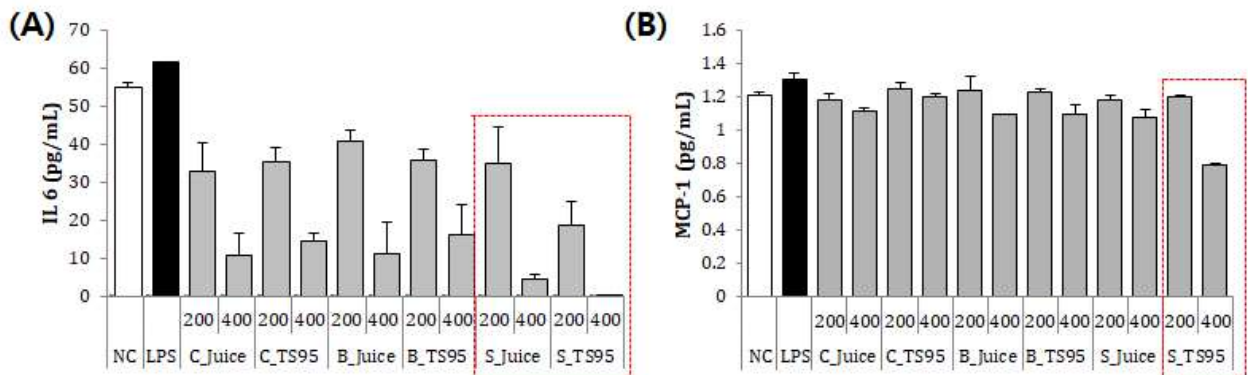 (A)
IL 6 (pg/mL)
70
60
50
40
30
20
10
0
200 400 200 400 200 400 200 400 200 400 200 400
NC LPS C_Juice C_TS95 B_Juice B_TS95 S_Juice S_TS95
(B)
MCP-1 (pg/mL)
1.6
1.4
1.2
1
0.8
0.6
0.4
0.2
0
200 400 200 400 200 400 200 400 200 400 200 400
NC LPS C_Juice C_TS95 B_Juice B_TS95 S_Juice S_TS95